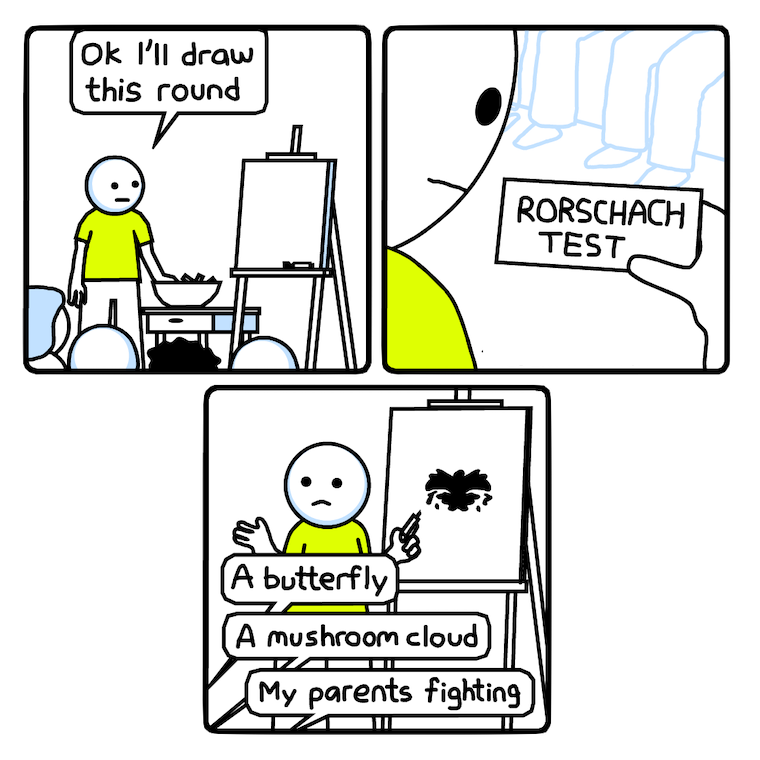 Ok I'll draw
this round
RORSCHACH
TEST
A butterfly
A mushroom cloud
My parents fighting